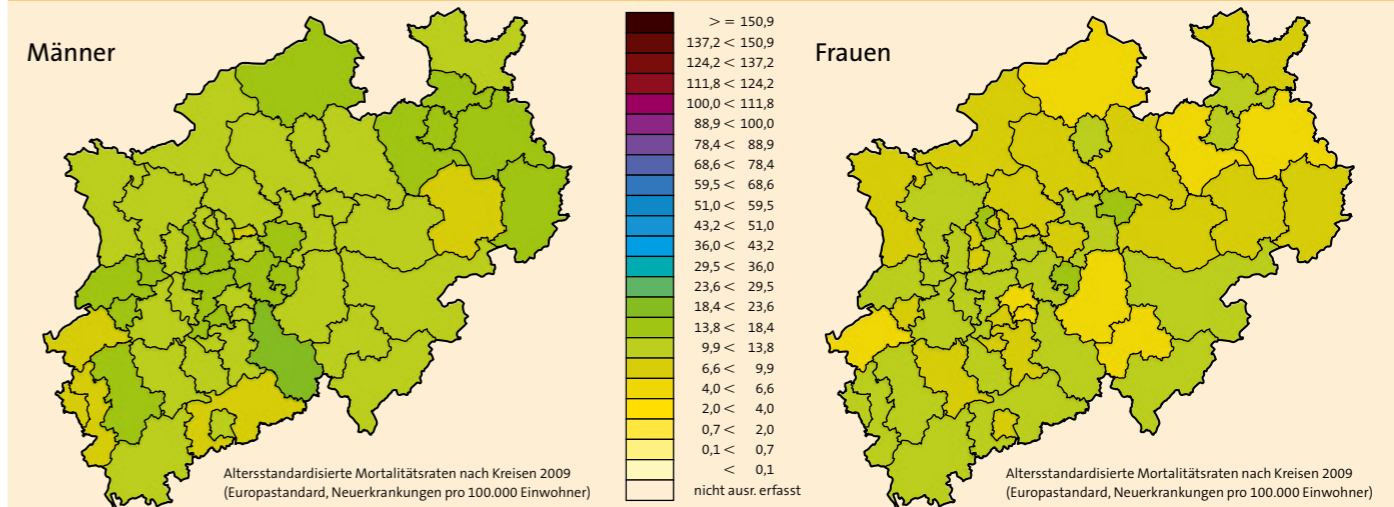 Männer
> = 150,9
137,2 < 150,9
124,2 < 137,2
111,8 < 124,2
100,0 < 111,8
88,9 < 100,0
78,4 < 88,9
68,6 < 78,4
59,5 < 68,6
51,0 < 59,5
43,2 < 51,0
36,0 < 43,2
29,5 < 36,0
23,6 < 29,5
18,4 < 23,6
13,8 < 18,4
9,9 < 13,8
6,6 < 9,9
4,0 < 6,6
2,0 < 4,0
0,7 < 2,0
0,1 < 0,7
< 0,1
nicht ausr. erfasst
Altersstandardisierte Mortalitätsraten nach Kreisen 2009
(Europastandard, Neuerkrankungen pro 100.000 Einwohner)
Frauen
Altersstandardisierte Mortalitätsraten nach Kreisen 2009
(Europastandard, Neuerkrankungen pro 100.000 Einwohner)